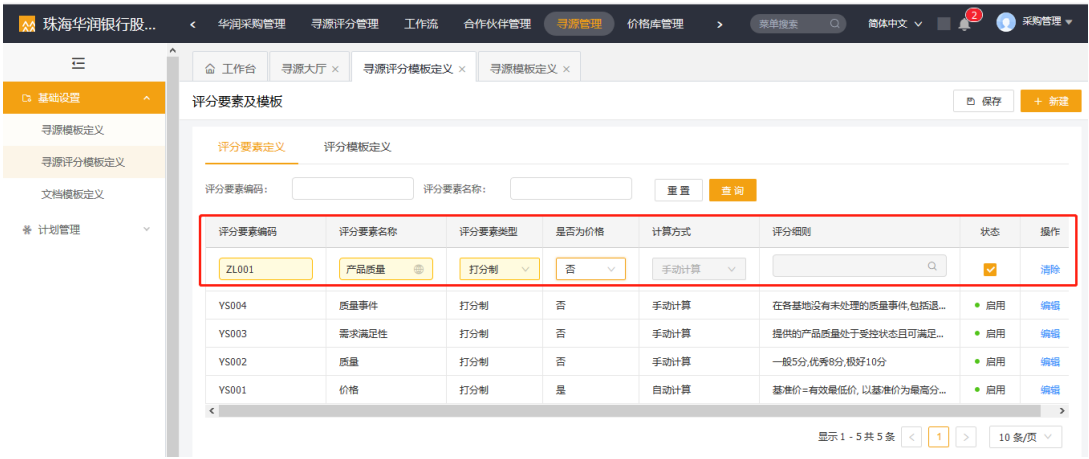 珠海华润银行股... 华润采购管理 寻源评分管理 工作流 合作伙伴管理 寻源管理 价格库管理 菜单搜索 简体中文 2 采购管理
工作台 寻源大厅 × 寻源评分模板定义 × 寻源模板定义 ×
基础设置
寻源模板定义
寻源评分模板定义
文档模板定义
计划管理
评分要素及模板 保存 + 新建
评分要素定义 评分模板定义
评分要素编码: 评分要素名称: 重置 查询
评分要素编码 评分要素名称 评分要素类型 是否为价格 计算方式 评分细则 状态 操作
ZL001 产品质量 打分制 否 手动计算 清除
YS004 质量事件 打分制 否 手动计算 在各基地没有未处理的质量事件,包括退... 启用 编辑
YS003 需求满足性 打分制 否 手动计算 提供的产品质量处于受控状态且可满足... 启用 编辑
YS002 质量 打分制 否 手动计算 一般5分,优秀8分,极好10分 启用 编辑
YS001 价格 打分制 是 自动计算 基准价=有效最低价, 以基准价为最高分... 启用 编辑
显示 1 - 5 共 5 条 < 1 > 10 条/页